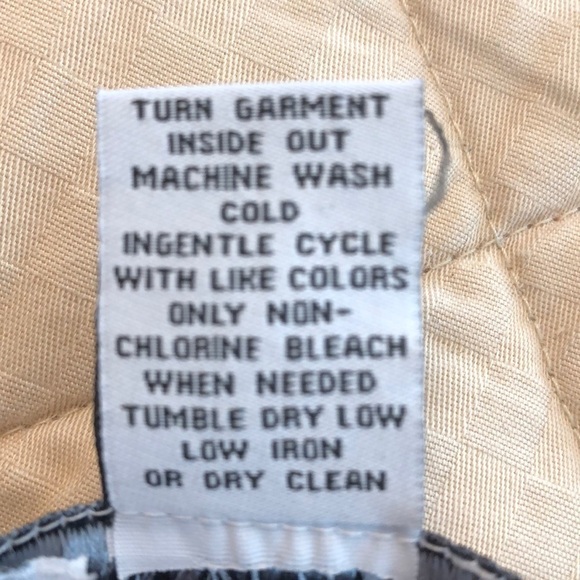 TURN GARMENT
INSIDE OUT
MACHINE WASH
COLD
INGENTLE CYCLE
WITH LIKE COLORS
ONLY NON-
CHLORINE BLEACH
WHEN NEEDED
TUMBLE DRY LOW
LOW IRON
OR DRY CLEAN